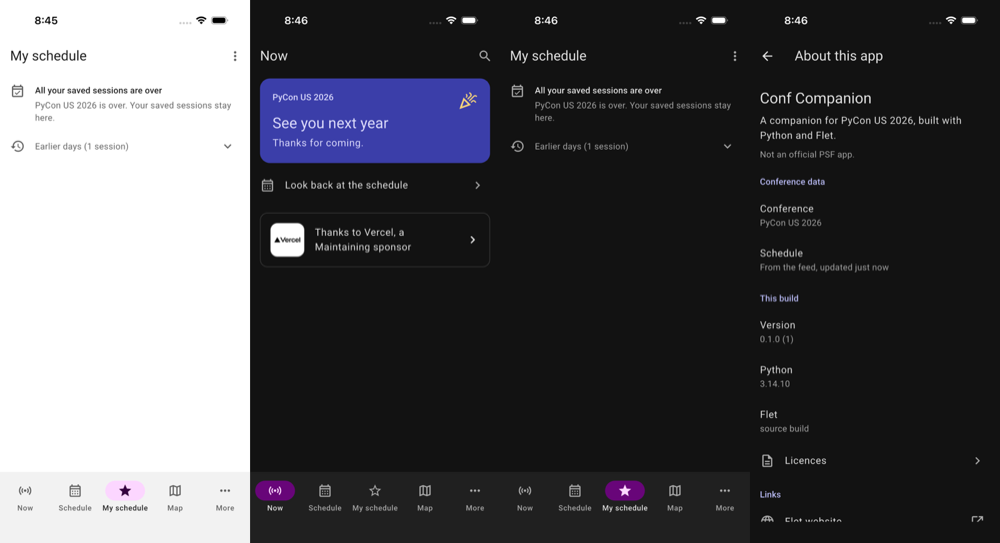 8:45
My schedule
All your saved sessions are over
PyCon US 2026 is over. Your saved sessions stay
here.
Earlier days (1 session)
Now
Schedule
My schedule
Map
More
8:46
Now
PyCon US 2026
See you next year
Thanks for coming.
Look back at the schedule
Vercel
Thanks to Vercel, a
Maintaining sponsor
Now
Schedule
My schedule
Map
More
8:46
My schedule
All your saved sessions are over
PyCon US 2026 is over. Your saved sessions stay
here.
Earlier days (1 session)
Now
Schedule
My schedule
Map
More
8:46
About this app
Conf Companion
A companion for PyCon US 2026, built with
Python and Flet.
Not an official PSF app.
Conference data
Conference
PyCon US 2026
Schedule
From the feed, updated just now
This build
Version
0.1.0 (1)
Python
3.14.10
Flet
source build
Licences
Links
Flet website